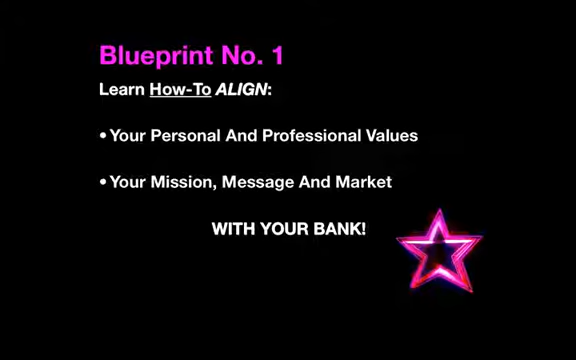 Blueprint No. 1
Learn How-To ALIGN:
• Your Personal And Professional Values
• Your Mission, Message And Market
WITH YOUR BANK!